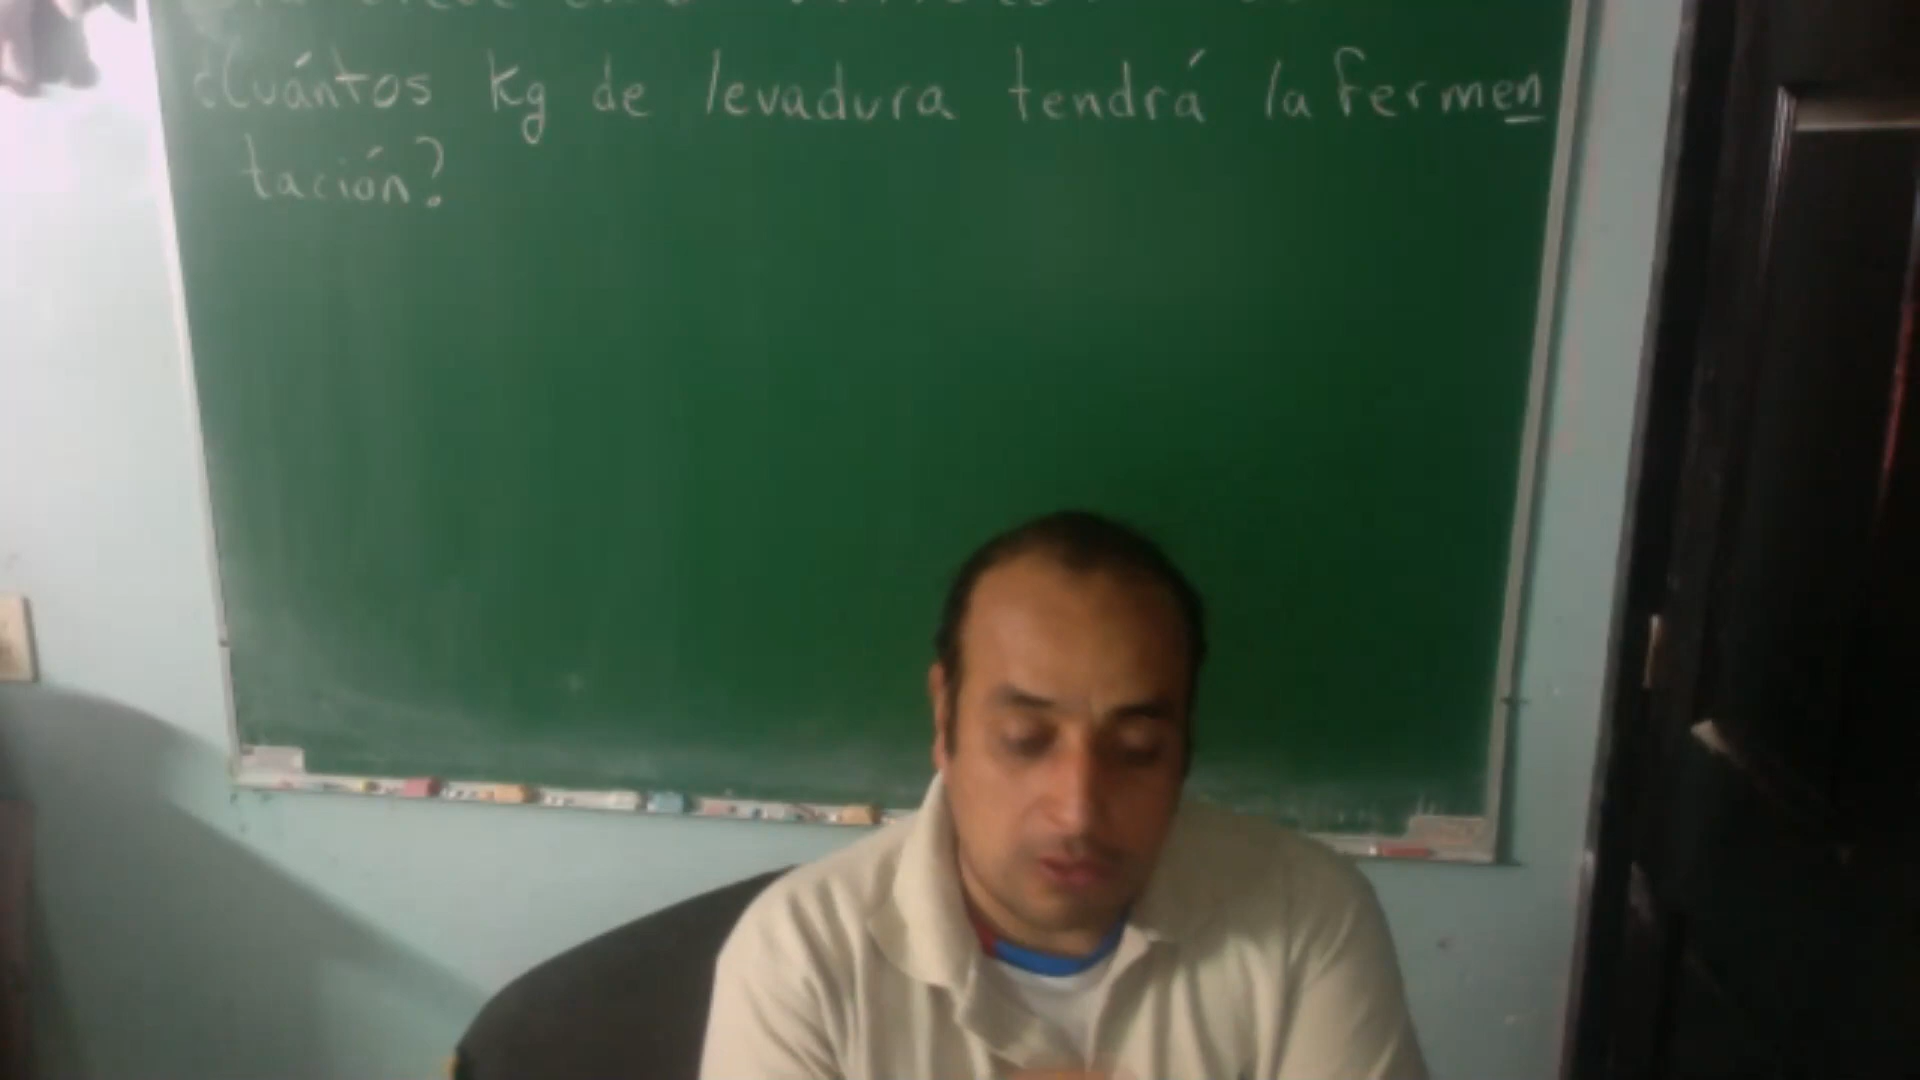 ¿Cuántos kg de levadura tendrá la fermen
tación?